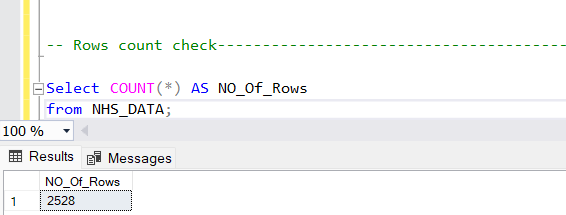 -- Rows count check-----------------------------------------
Select COUNT(*) AS NO_Of_Rows
from NHS_DATA;
100 %
Results Messages
NO_Of_Rows
1 2528